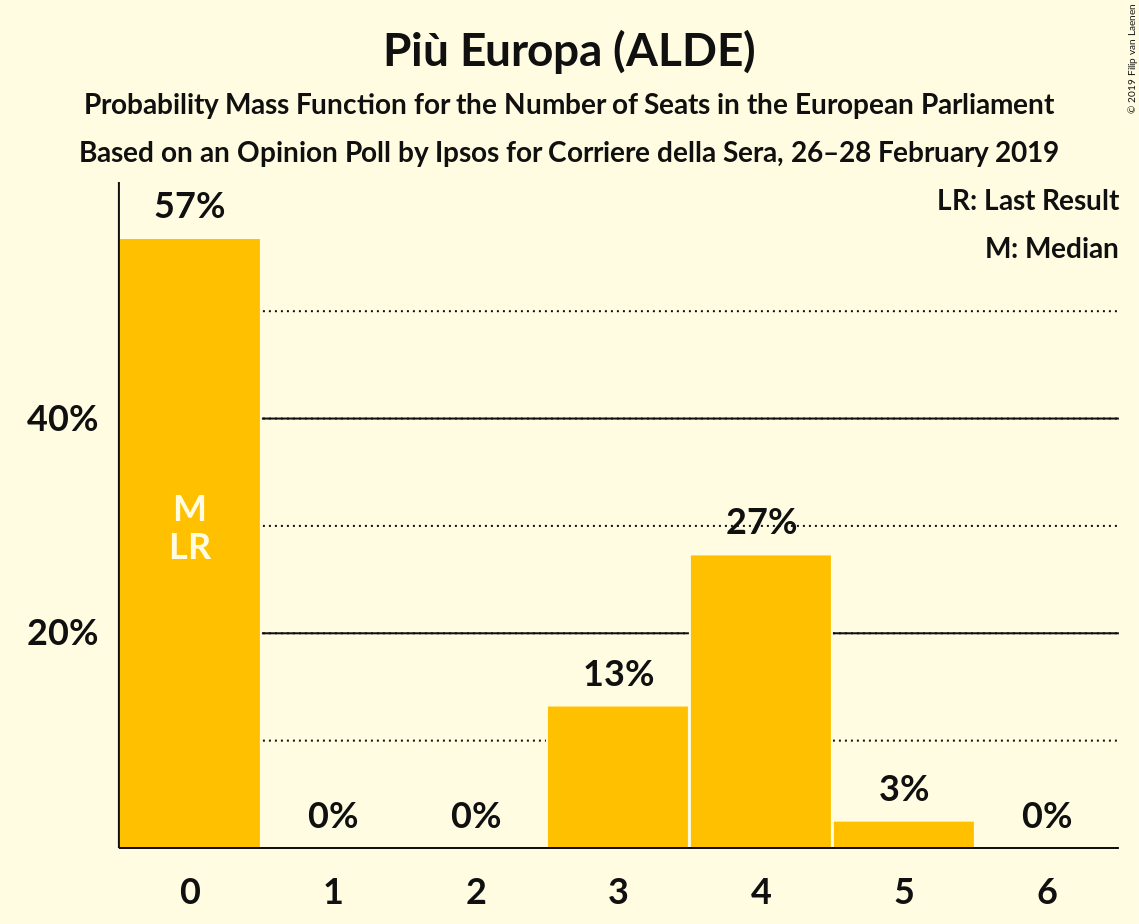 Più Europa (ALDE)
Probability Mass Function for the Number of Seats in the European Parliament
Based on an Opinion Poll by Ipsos for Corriere della Sera, 26–28 February 2019
© 2019 Filip van Laenen
LR: Last Result
M: Median
57%
40%
M
LR
27%
20%
13%
3%
0%
0%
0%
0
1
2
3
4
5
6